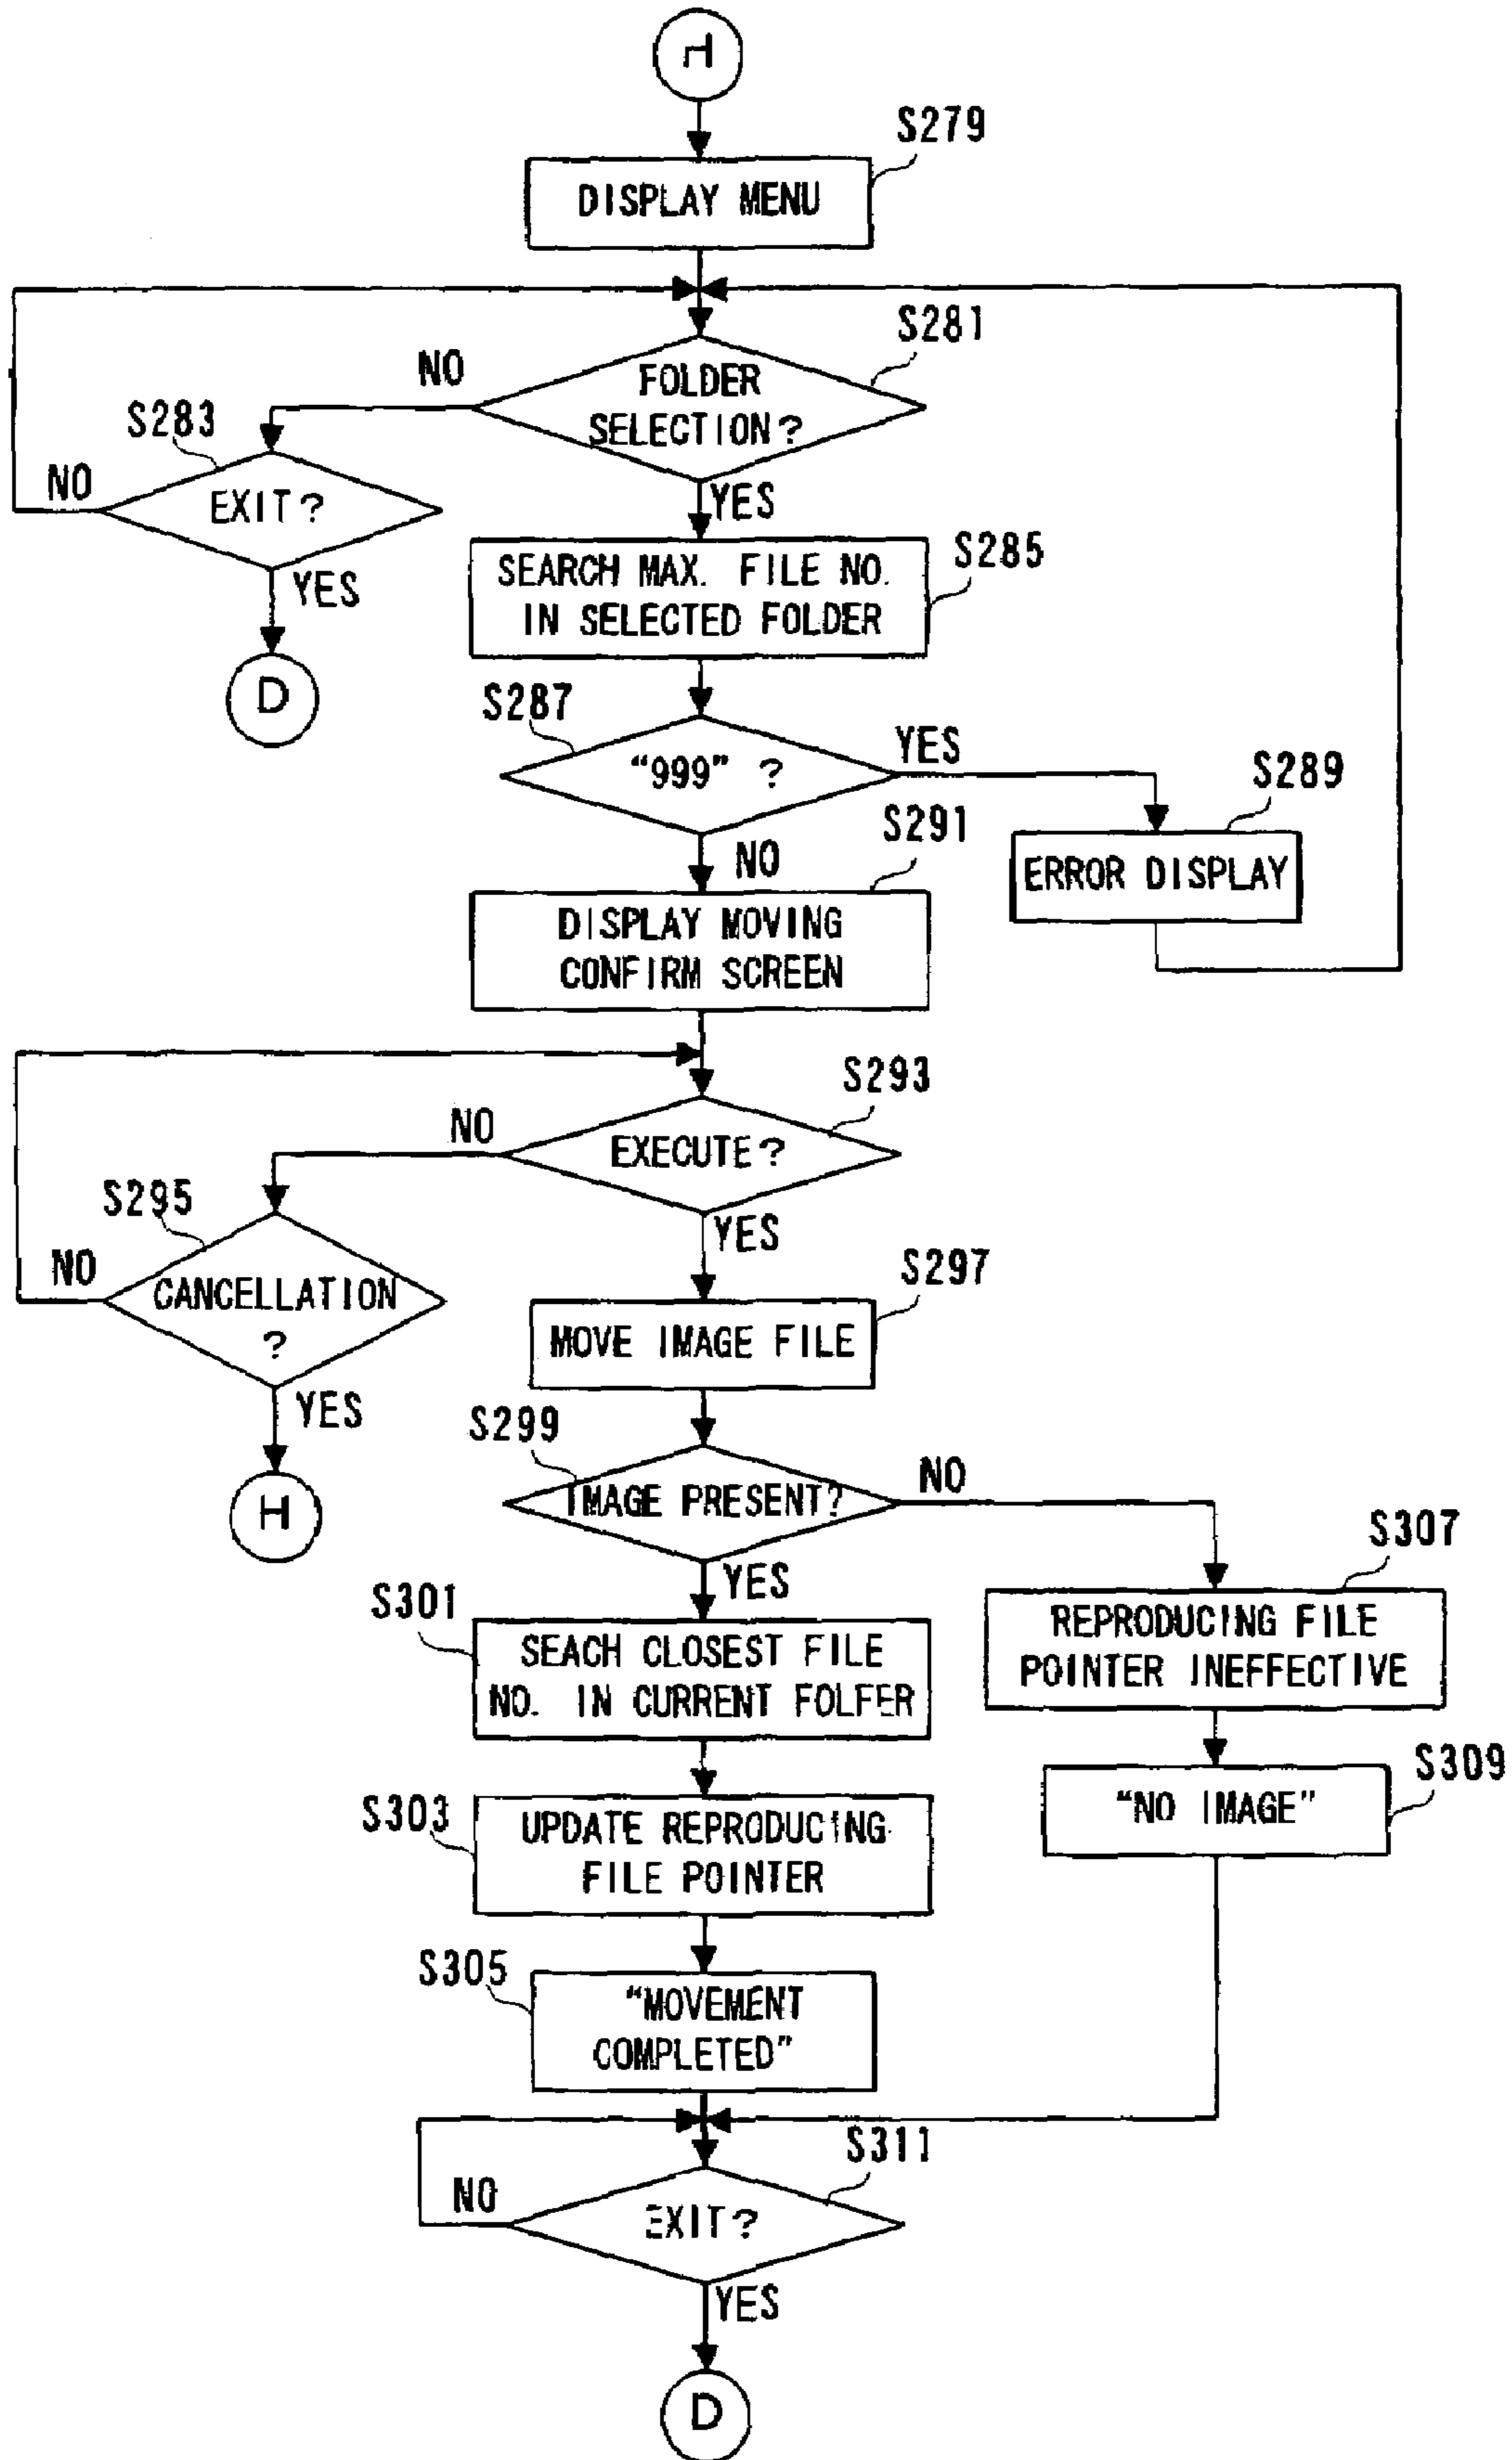 H
S279
DISPLAY MENU
S281
NO
FOLDER
SELECTION?
S283
NO
EXIT?
YES
YES
D
S285
SEARCH MAX. FILE NO.
IN SELECTED FOLDER
S287
"999" ?
YES
S289
ERROR DISPLAY
NO
S291
DISPLAY MOVING
CONFIRM SCREEN
S293
NO
EXECUTE?
S295
NO
CANCELLATION
?
YES
H
YES
S297
MOVE IMAGE FILE
S299
IMAGE PRESENT?
NO
YES
S307
REPRODUCING FILE
POINTER INEFFECTIVE
S301
SEACH CLOSEST FILE
NO. IN CURRENT FOLFER
S309
"NO IMAGE"
S303
UPDATE REPRODUCING
FILE POINTER
S305
"MOVEMENT
COMPLETED"
S311
NO
EXIT?
YES
D